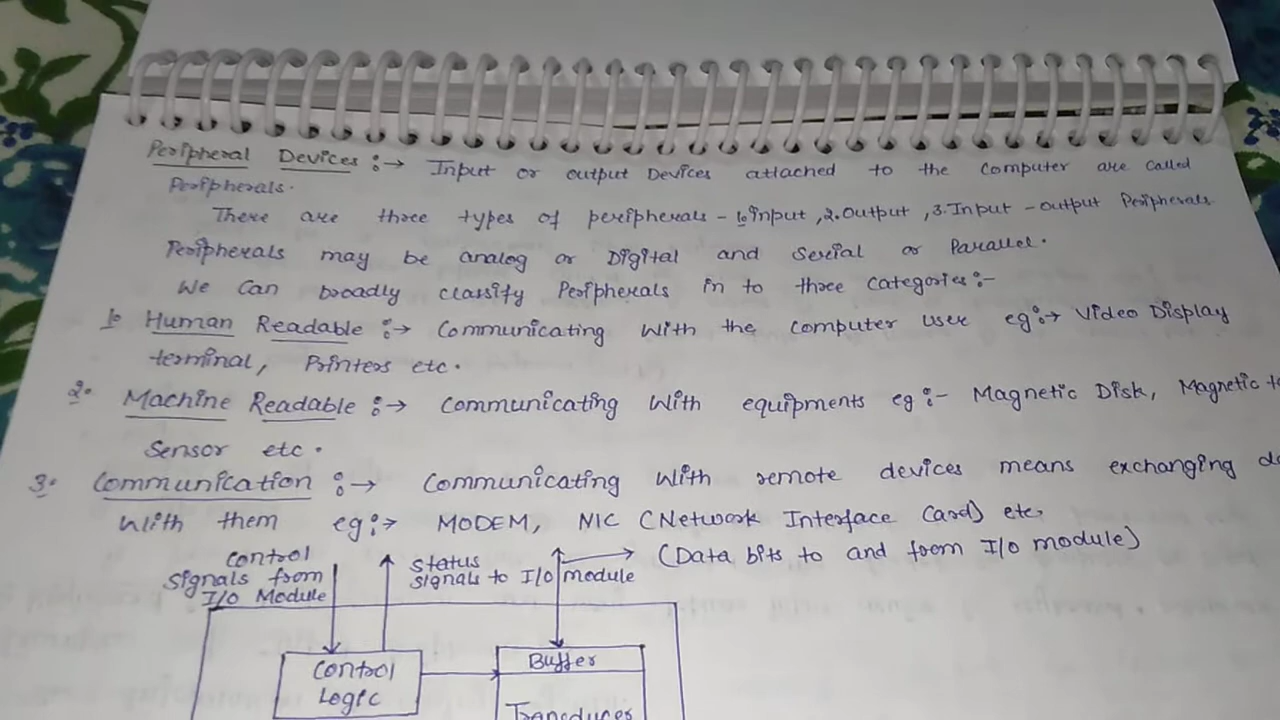 Peripheral Devices :→ Input or output Devices attached to the Computer are called
Peripherals.
There are three types of peripherals - 1. Input, 2. Output, 3. Input - output Peripherals.
Peripherals may be analog or Digital and Serial or Parallel.
We Can broadly classify Peripherals in to three Categories :-
1. Human Readable :→ Communicating with the computer user eg :→ Video Display
terminal, Printers etc.
2. Machine Readable :→ Communicating With equipments eg :- Magnetic Disk, Magnetic
Sensor etc.
3. Communication :→ Communicating With remote devices means exchanging
With them eg :→ MODEM, NIC (Network Interface Card) etc,
Control
Signals from
I/O Module
Status
Signals to I/O module
(Data bits to and from I/O module)
Control
Logic
Buffer
Transducer